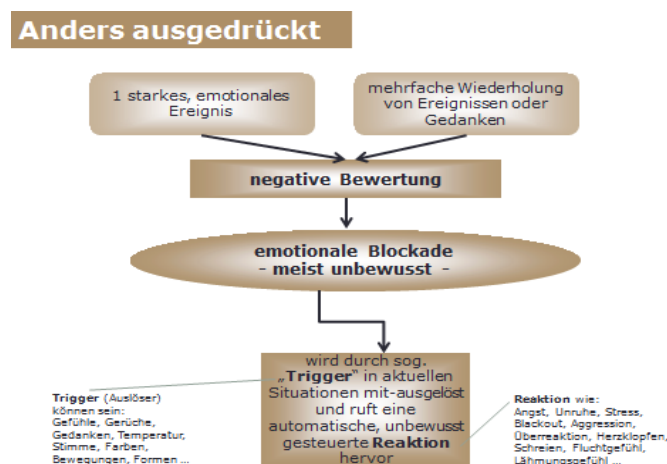 Anders ausgedrückt
1 starkes, emotionales
Ereignis
mehrfache Wiederholung
von Ereignissen oder
Gedanken
negative Bewertung
emotionale Blockade
- meist unbewusst -
wird durch sog.
„Trigger“ in aktuellen
Situationen mit-ausgelöst
und ruft eine
automatische, unbewusst
gesteuerte Reaktion
hervor
Trigger (Auslöser)
können sein:
Gefühle, Gerüche,
Gedanken, Temperatur,
Stimme, Farben,
Bewegungen, Formen ...
Reaktion wie:
Angst, Unruhe, Stress,
Blackout, Aggression,
Überreaktion, Herzklopfen,
Schreien, Fluchtgefühl,
Lähmungsgefühl ...